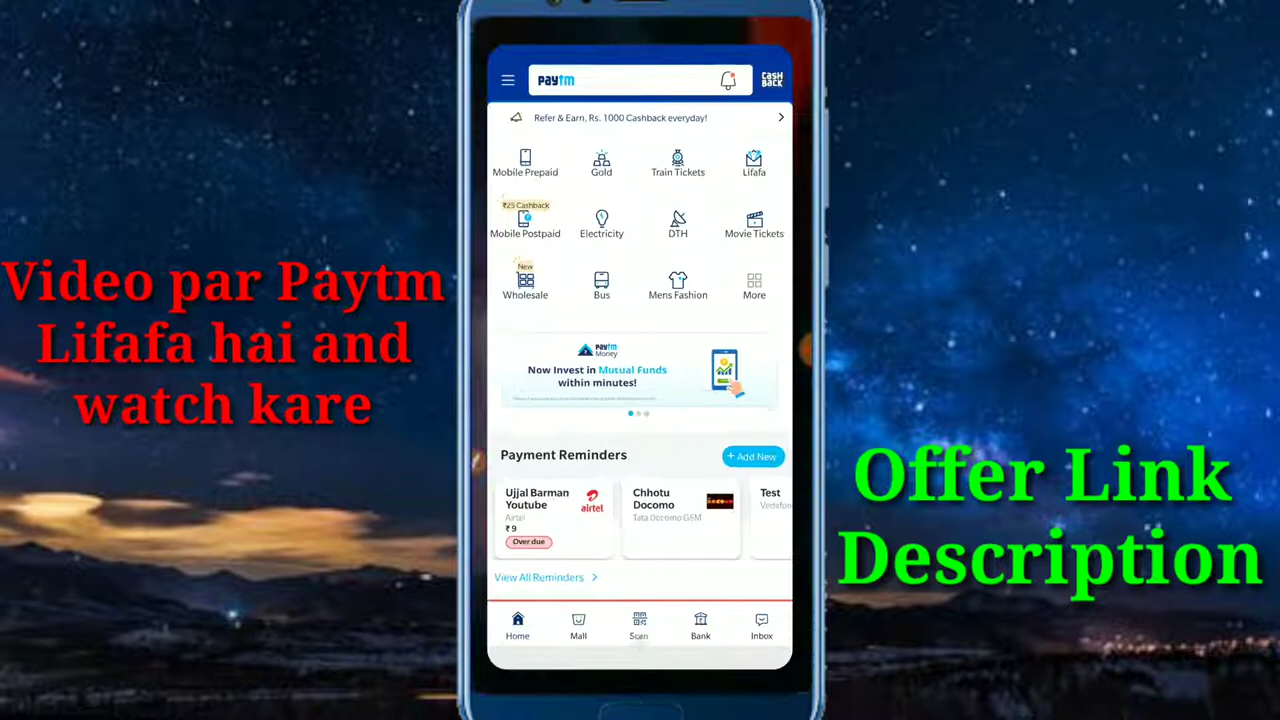 Video par Paytm
Lifafa hai and
watch kare
paytm
CASH
BACK
Refer & Earn, Rs. 1000 Cashback everyday!
Mobile Prepaid
Gold
Train Tickets
Lifafa
₹25 Cashback
Mobile Postpaid
Electricity
DTH
Movie Tickets
New
Wholesale
Bus
Mens Fashion
More
paytm
Money
Now Invest in Mutual Funds
within minutes!
Payment Reminders
+ Add New
Ujjal Barman
Youtube
airtel
Airtel
₹ 9
Over due
Chhotu
Docomo
Tata Docomo GSM
Test
View All Reminders
Home
Mall
Scan
Bank
Inbox
Offer Link
Description